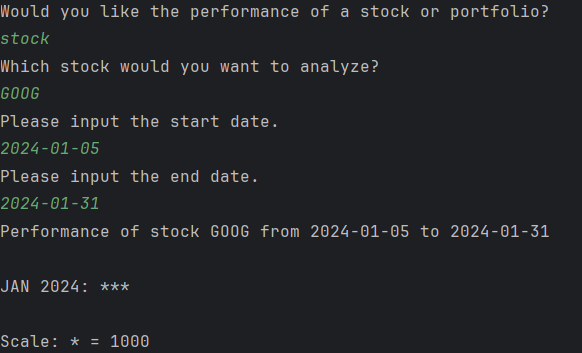 Would you like the performance of a stock or portfolio?
stock
Which stock would you want to analyze?
GOOG
Please input the start date.
2024-01-05
Please input the end date.
2024-01-31
Performance of stock GOOG from 2024-01-05 to 2024-01-31
JAN 2024: ***
Scale: * = 1000